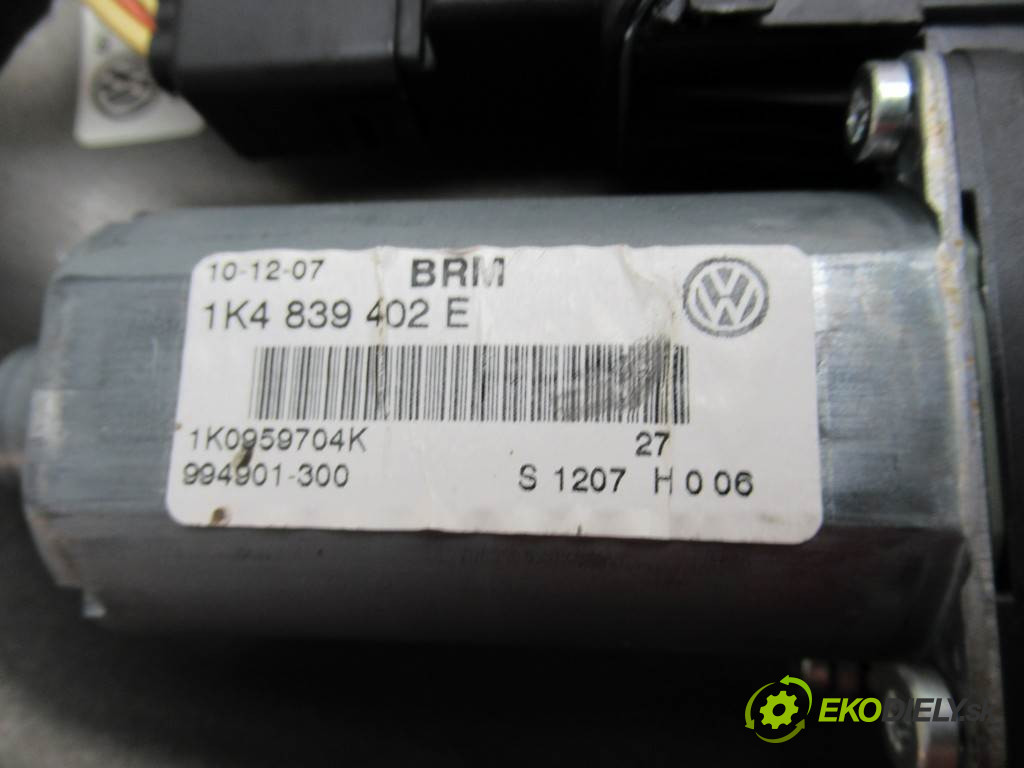 10-12-07 BRM
1K4 839 402 E
1K0959704K 27
994901-300 S 1207 H 0 06
EKODIELY.sk